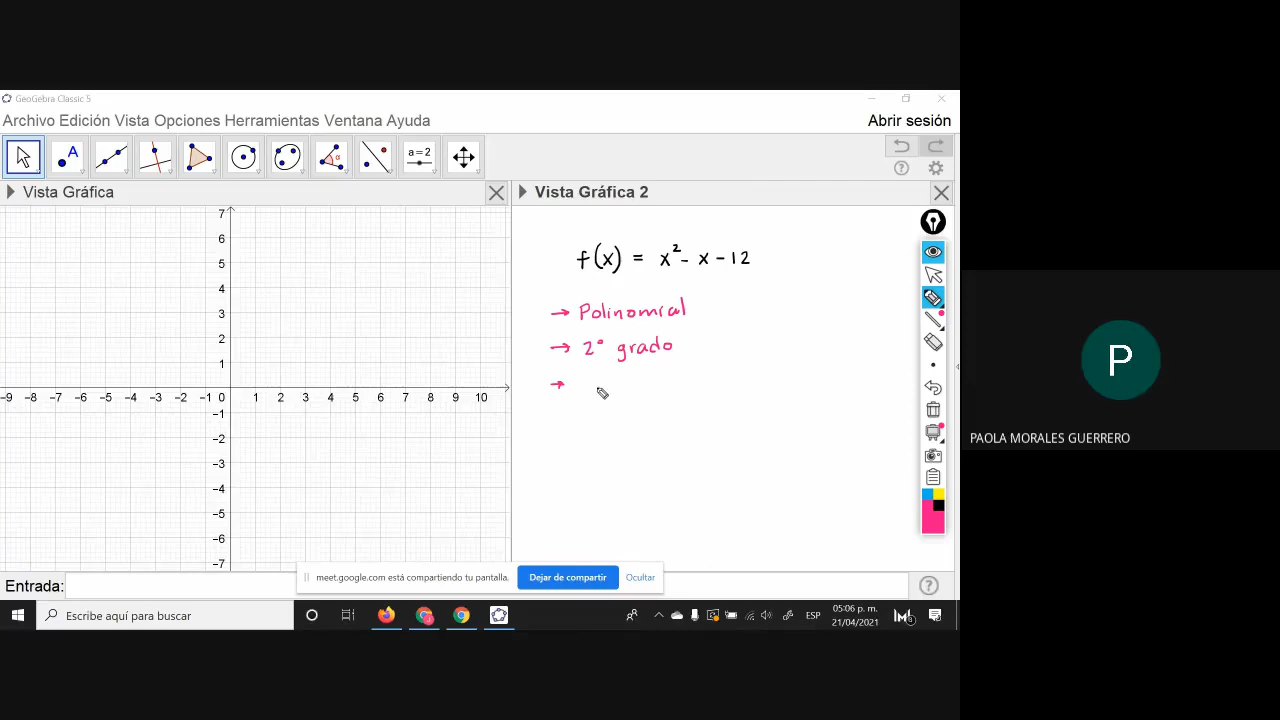 GeoGebra Classic 5
Archivo Edición Vista Opciones Herramientas Ventana Ayuda
Abrir sesión
A
α
a=2
Vista Gráfica
Vista Gráfica 2
7
6
5
4
3
2
1
-9 -8 -7 -6 -5 -4 -3 -2 -1 0 1 2 3 4 5 6 7 8 9 10
-1
-2
-3
-4
-5
-6
-7
f(x) = x² - x - 12
→ Polinomial
→ 2° grado
→
P
PAOLA MORALES GUERRERO
meet.google.com está compartiendo tu pantalla.
Dejar de compartir
Ocultar
Entrada:
Escribe aquí para buscar
ESP
05:06 p. m.
21/04/2021